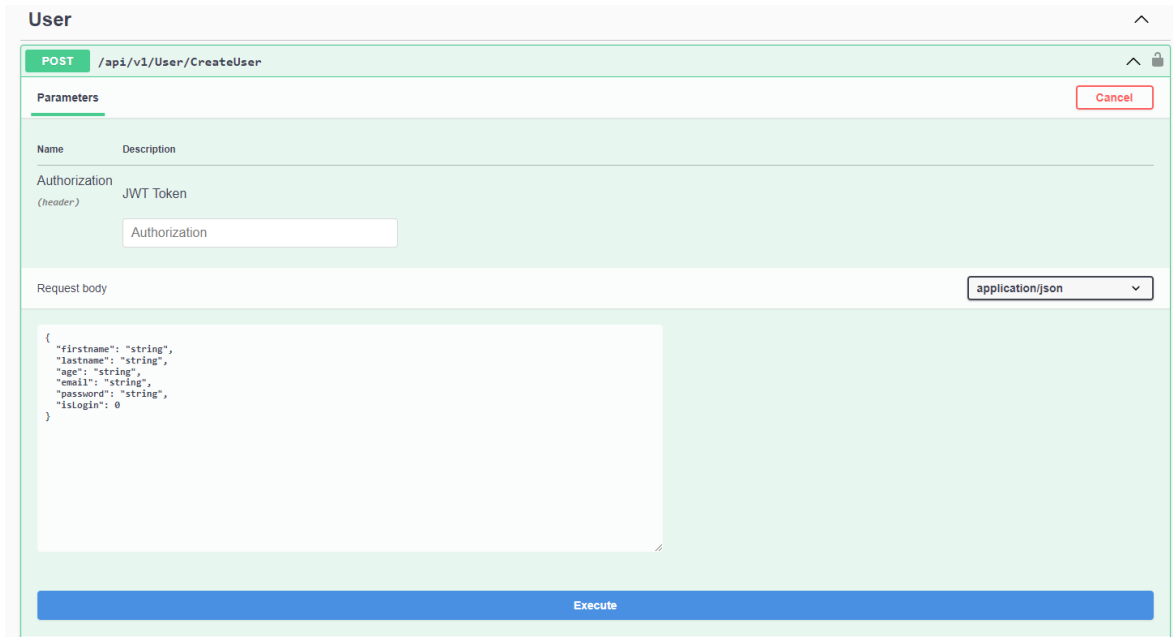 User
POST /api/v1/User/CreateUser
Parameters
Cancel
Name Description
Authorization
(header)
JWT Token
Authorization
Request body
application/json
{
  "firstname": "string",
  "lastname": "string",
  "age": "string",
  "email": "string",
  "password": "string",
  "isLogin": 0
}
Execute